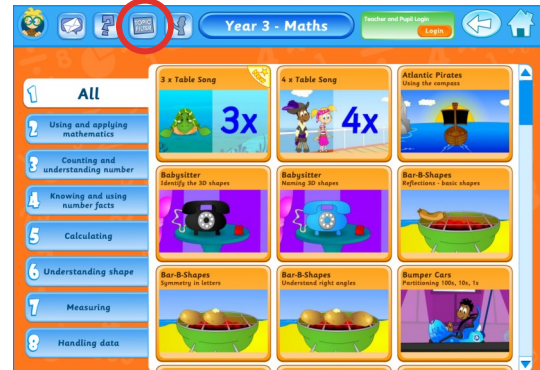 TOPIC
FILTER
Year 3 - Maths
Teacher and Pupil Login
Login
1 All
2 Using and applying
mathematics
3 Counting and
understanding number
4 Knowing and using
number facts
5 Calculating
6 Understanding shape
7 Measuring
8 Handling data
3 x Table Song
3x
4 x Table Song
4x
Atlantic Pirates
Using the compass
Babysitter
Identify the 3D shapes
Babysitter
Naming 3D shapes
Bar-B-Shapes
Reflections - basic shapes
Bar-B-Shapes
Symmetry in letters
Bar-B-Shapes
Understand right angles
Bumper Cars
Partitioning 100s, 10s, 1s